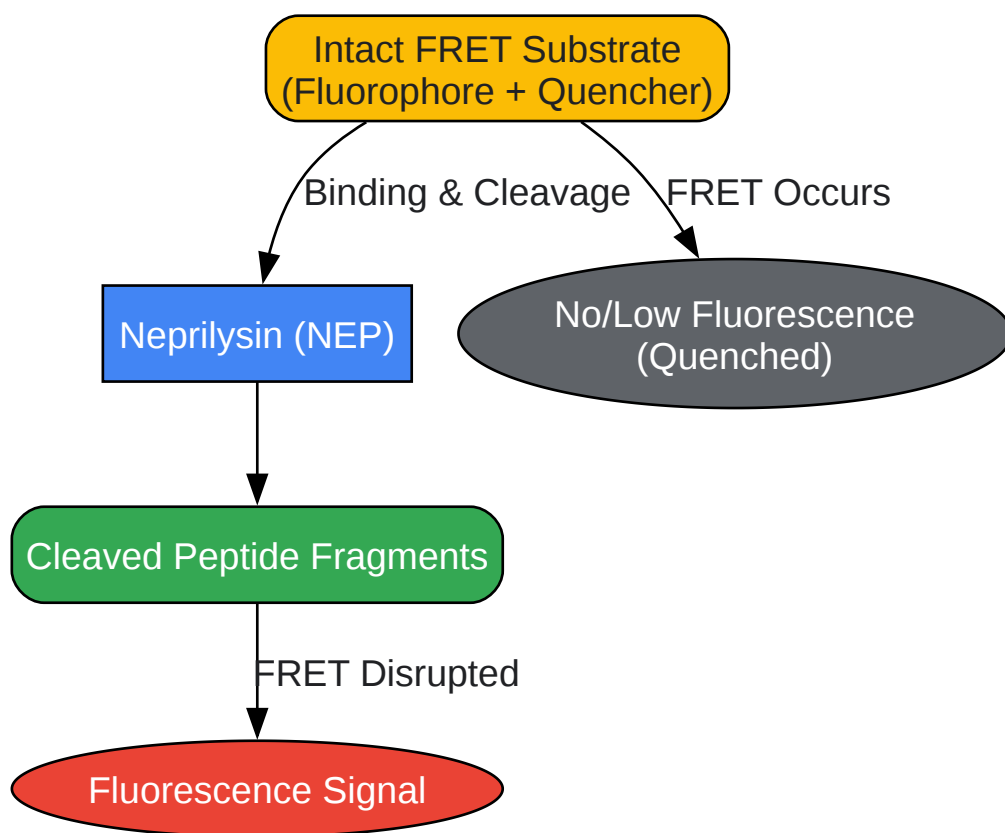 Intact FRET Substrate
(Fluorophore + Quencher)
Binding & Cleavage
FRET Occurs
Neprilysin (NEP)
No/Low Fluorescence
(Quenched)
Cleaved Peptide Fragments
FRET Disrupted
Fluorescence Signal